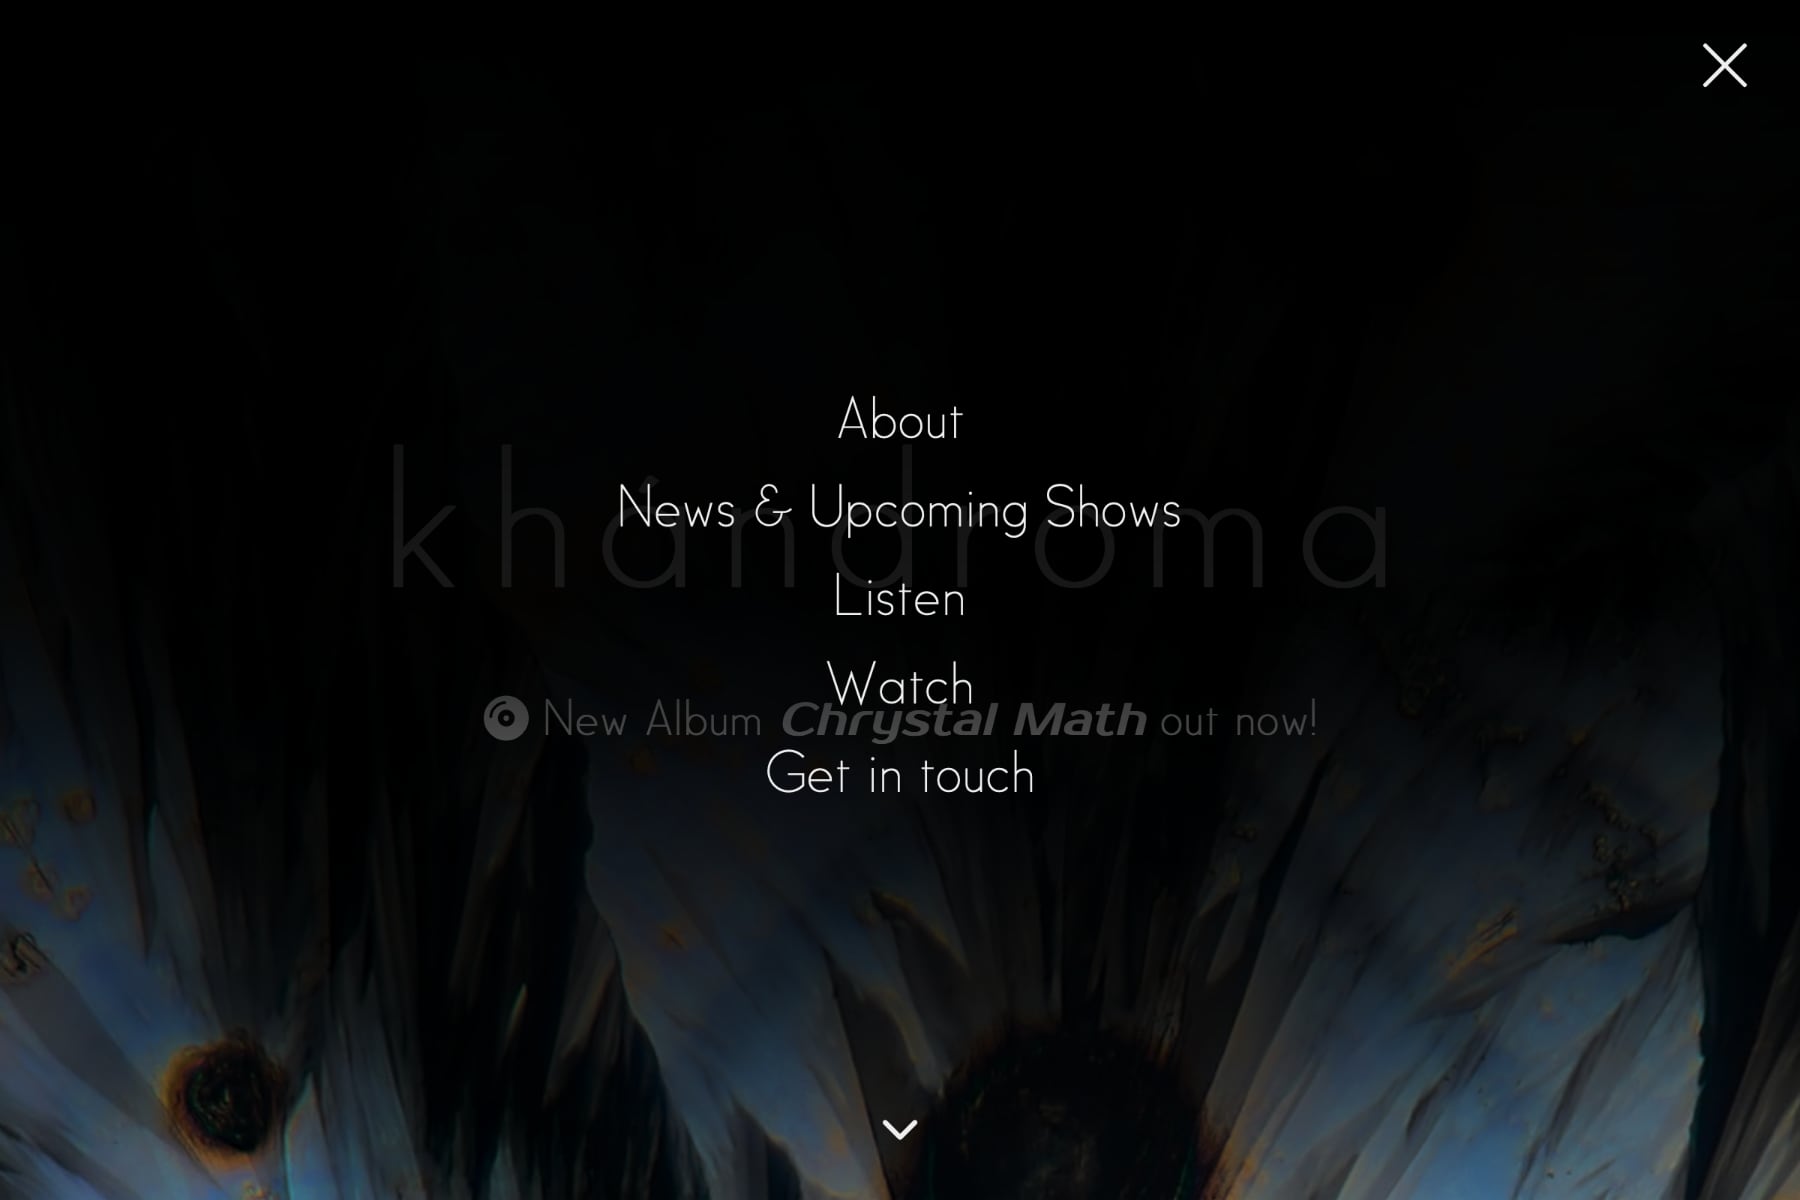 About
khandroma
News & Upcoming Shows
Listen
Watch
New Album Chrystal Math out now!
Get in touch